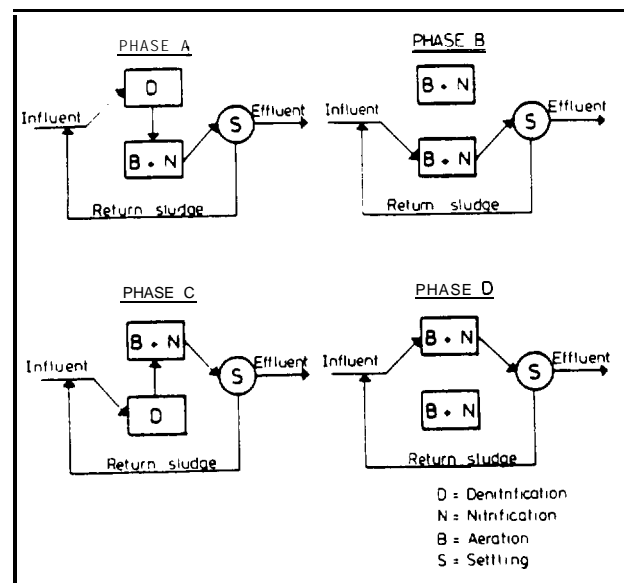 PHASE A
D
Influent
Effluent
S
B • N
Return sludge
PHASE B
B • N
Effluent
Influent
S
B • N
Return sludge
PHASE C
B • N
Influent
Effluent
S
D
Return sludge
PHASE D
B • N
Influent
Effluent
S
B • N
Return sludge
D = Denitrification
N = Nitrification
B = Aeration
S = Settling